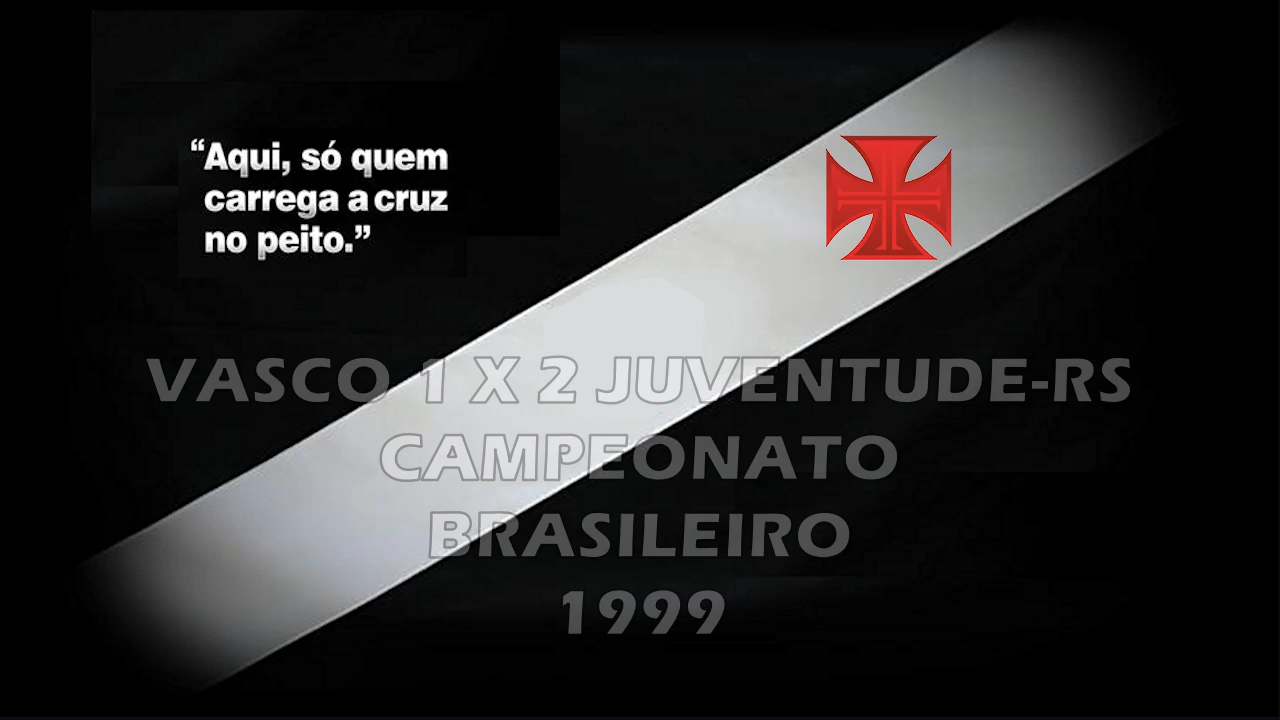 “Aqui, só quem
carrega a cruz
no peito.”
VASCO 1 X 2 JUVENTUDE-RS
CAMPEONATO
BRASILEIRO
1999